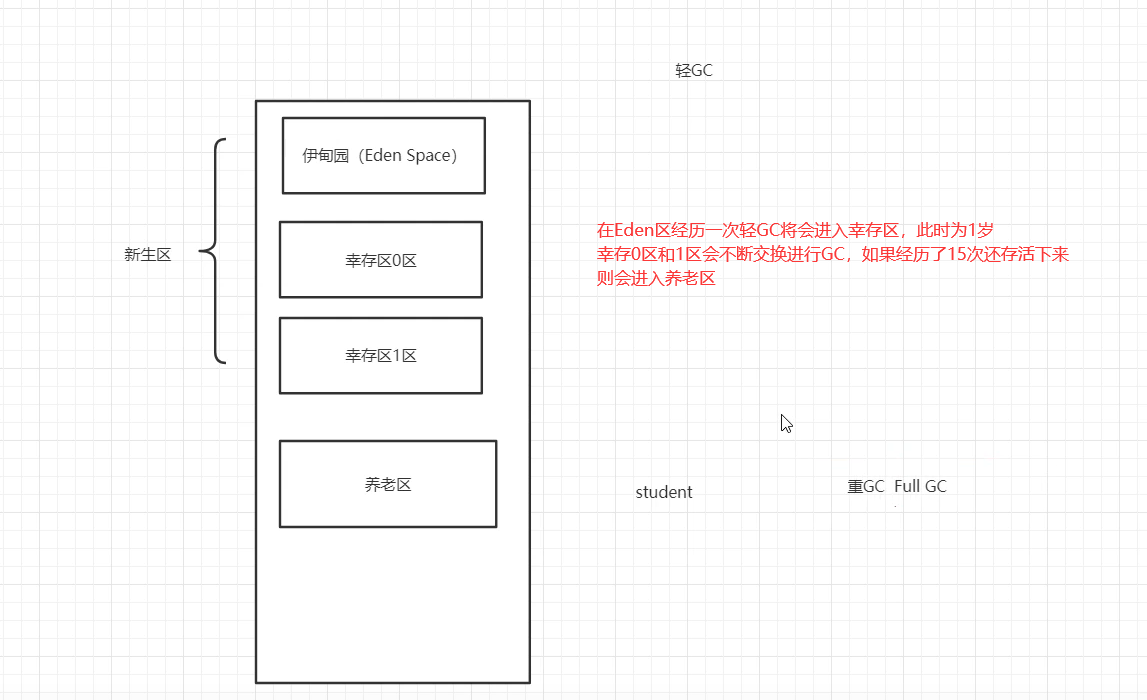 轻GC
伊甸园（Eden Space）
新生区
幸存区0区
幸存区1区
在Eden区经历一次轻GC将会进入幸存区，此时为1岁
幸存0区和1区会不断交换进行GC，如果经历了15次还存活下来
则会进入养老区
养老区
student
重GC  Full GC